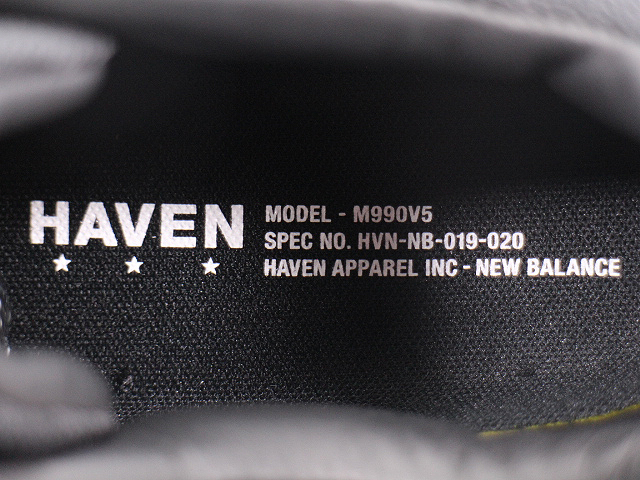 HAVEN
MODEL - M990V5
SPEC NO. HVN-NB-019-020
HAVEN APPAREL INC - NEW BALANCE